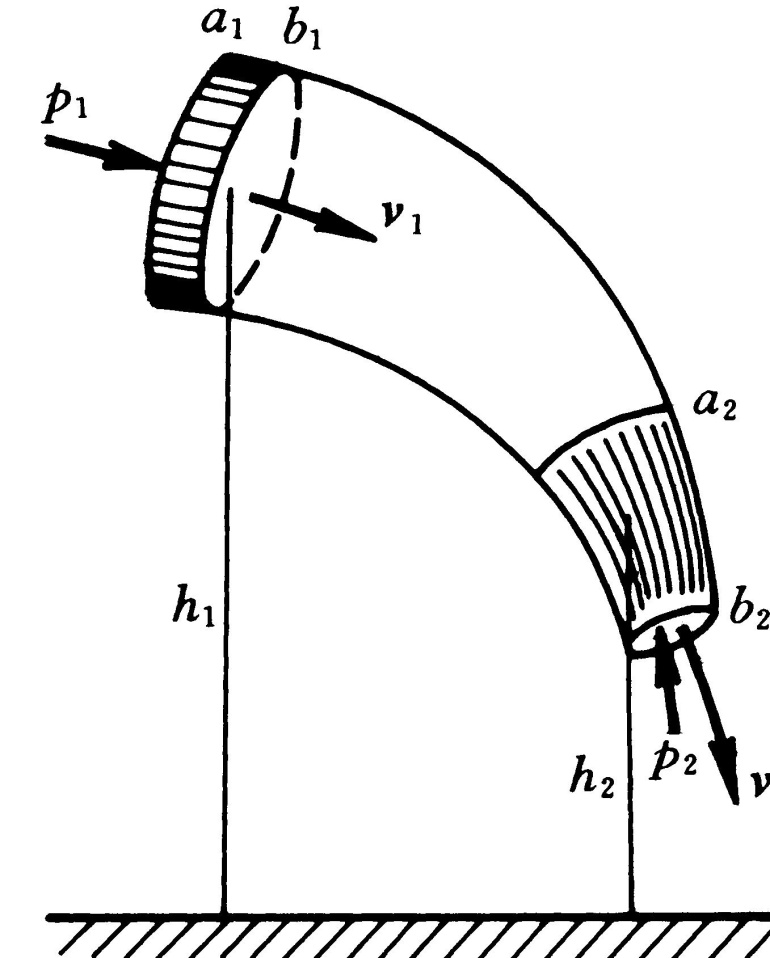 a₁ b₁
p₁
v₁
a₂
h₁
b₂
h₂ p₂ v